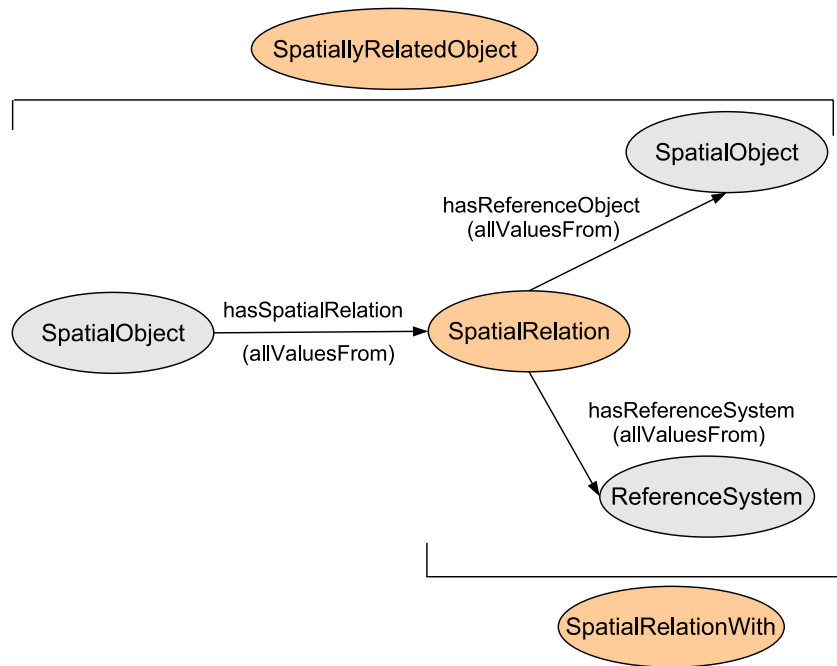 SpatiallyRelatedObject
SpatialObject
hasReferenceObject
(allValuesFrom)
hasSpatialRelation
SpatialObject
SpatialRelation
(allValuesFrom)
hasReferenceSystem
(allValuesFrom)
ReferenceSystem
SpatialRelationWith